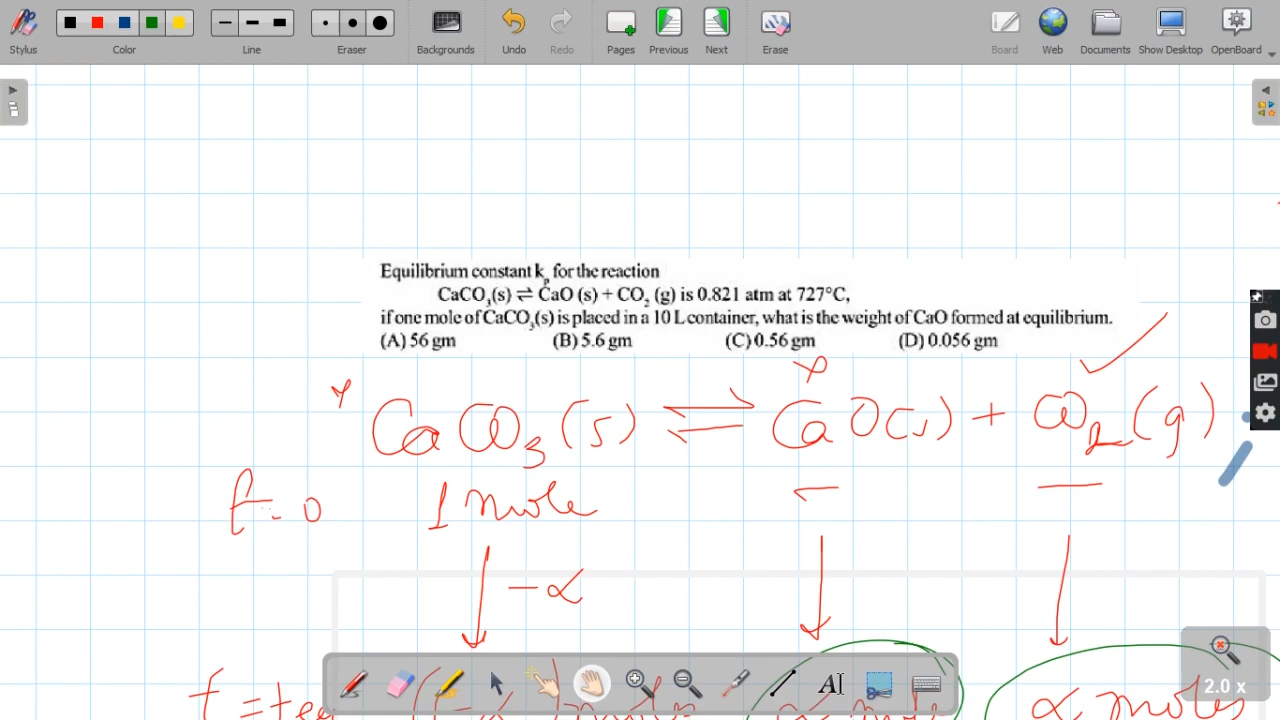 Stylus Color Line Eraser Backgrounds Undo Redo Pages Previous Next Erase Board Web Documents Show Desktop OpenBoard
Equilibrium constant kp for the reaction
CaCO3(s) ⇌ CaO (s) + CO2 (g) is 0.821 atm at 727°C,
if one mole of CaCO3(s) is placed in a 10 L container, what is the weight of CaO formed at equilibrium.
(A) 56 gm (B) 5.6 gm (C) 0.56 gm (D) 0.056 gm
x x ✓
CaCO3(s) ⇌ CaO(s) + CO2(g)
t=0 1 mole — —
-α
α moles
2.0 x